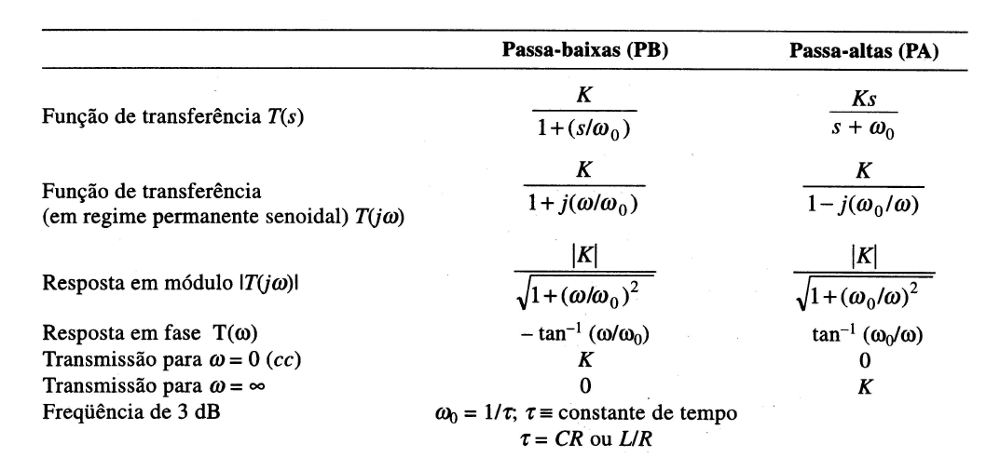 Passa-baixas (PB) Passa-altas (PA)
Função de transferência T(s) K / 1+(s/ω₀) Ks / s + ω₀
Função de transferência
(em regime permanente senoidal) T(jω) K / 1+j(ω/ω₀) K / 1−j(ω₀/ω)
Resposta em módulo |T(jω)| |K| / √1+(ω/ω₀)² |K| / √1+(ω₀/ω)²
Resposta em fase T(ω) − tan⁻¹ (ω/ω₀) tan⁻¹ (ω₀/ω)
Transmissão para ω = 0 (cc) K 0
Transmissão para ω = ∞ 0 K
Freqüência de 3 dB ω₀ = 1/τ; τ ≡ constante de tempo
τ = CR ou L/R